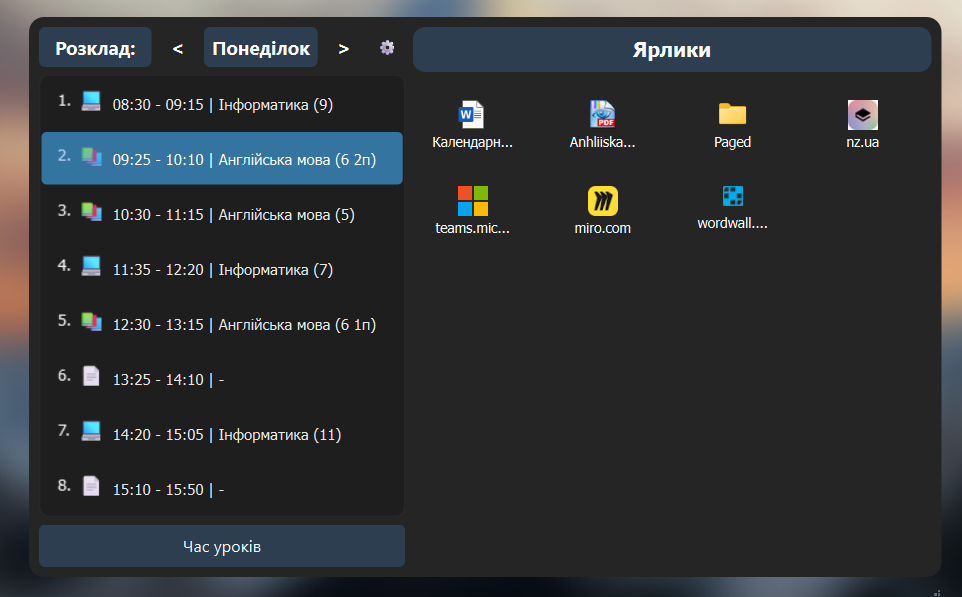 Розклад:
<
Понеділок
>
Ярлики
1. 08:30 - 09:15 | Інформатика (9)
2. 09:25 - 10:10 | Англійська мова (6 2п)
3. 10:30 - 11:15 | Англійська мова (5)
4. 11:35 - 12:20 | Інформатика (7)
5. 12:30 - 13:15 | Англійська мова (6 1п)
6. 13:25 - 14:10 | -
7. 14:20 - 15:05 | Інформатика (11)
8. 15:10 - 15:50 | -
Час уроків
W
PDF
Календарн...
Anhliiska...
Paged
nz.ua
teams.mic...
miro.com
wordwall....